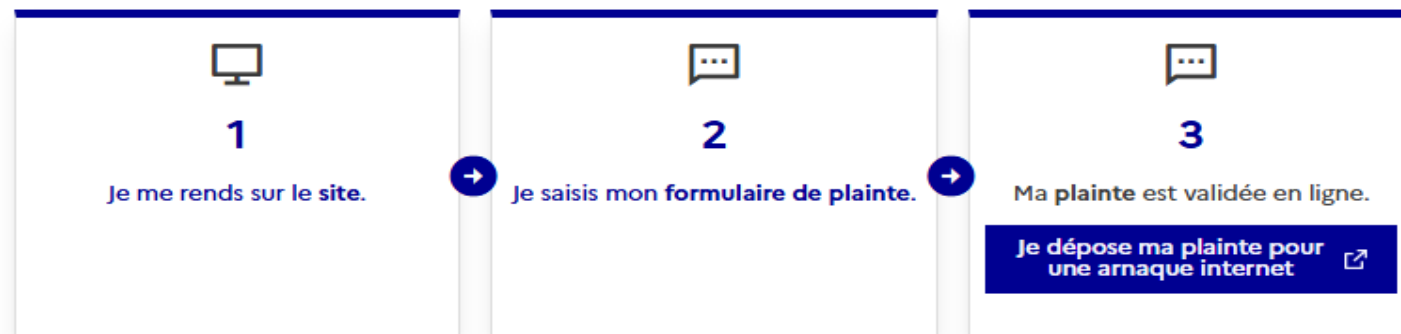 1
Je me rends sur le site.
2
Je saisis mon formulaire de plainte.
3
Ma plainte est validée en ligne.
Je dépose ma plainte pour
une arnaque internet